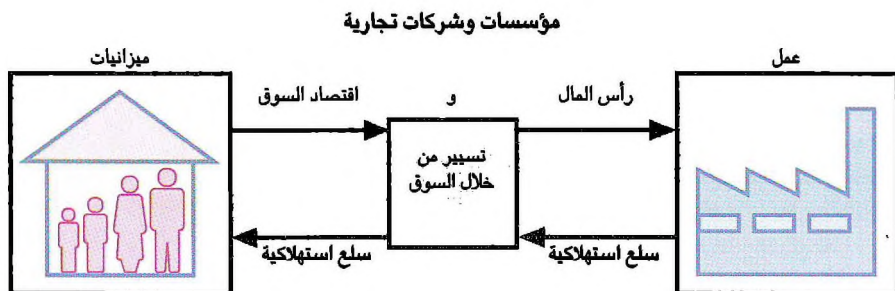 مؤسسات وشركات تجارية
عمل
ميزانيات
رأس المال
و
اقتصاد السوق
تسيير من
خلال السوق
سلع استهلاكية
سلع استهلاكية